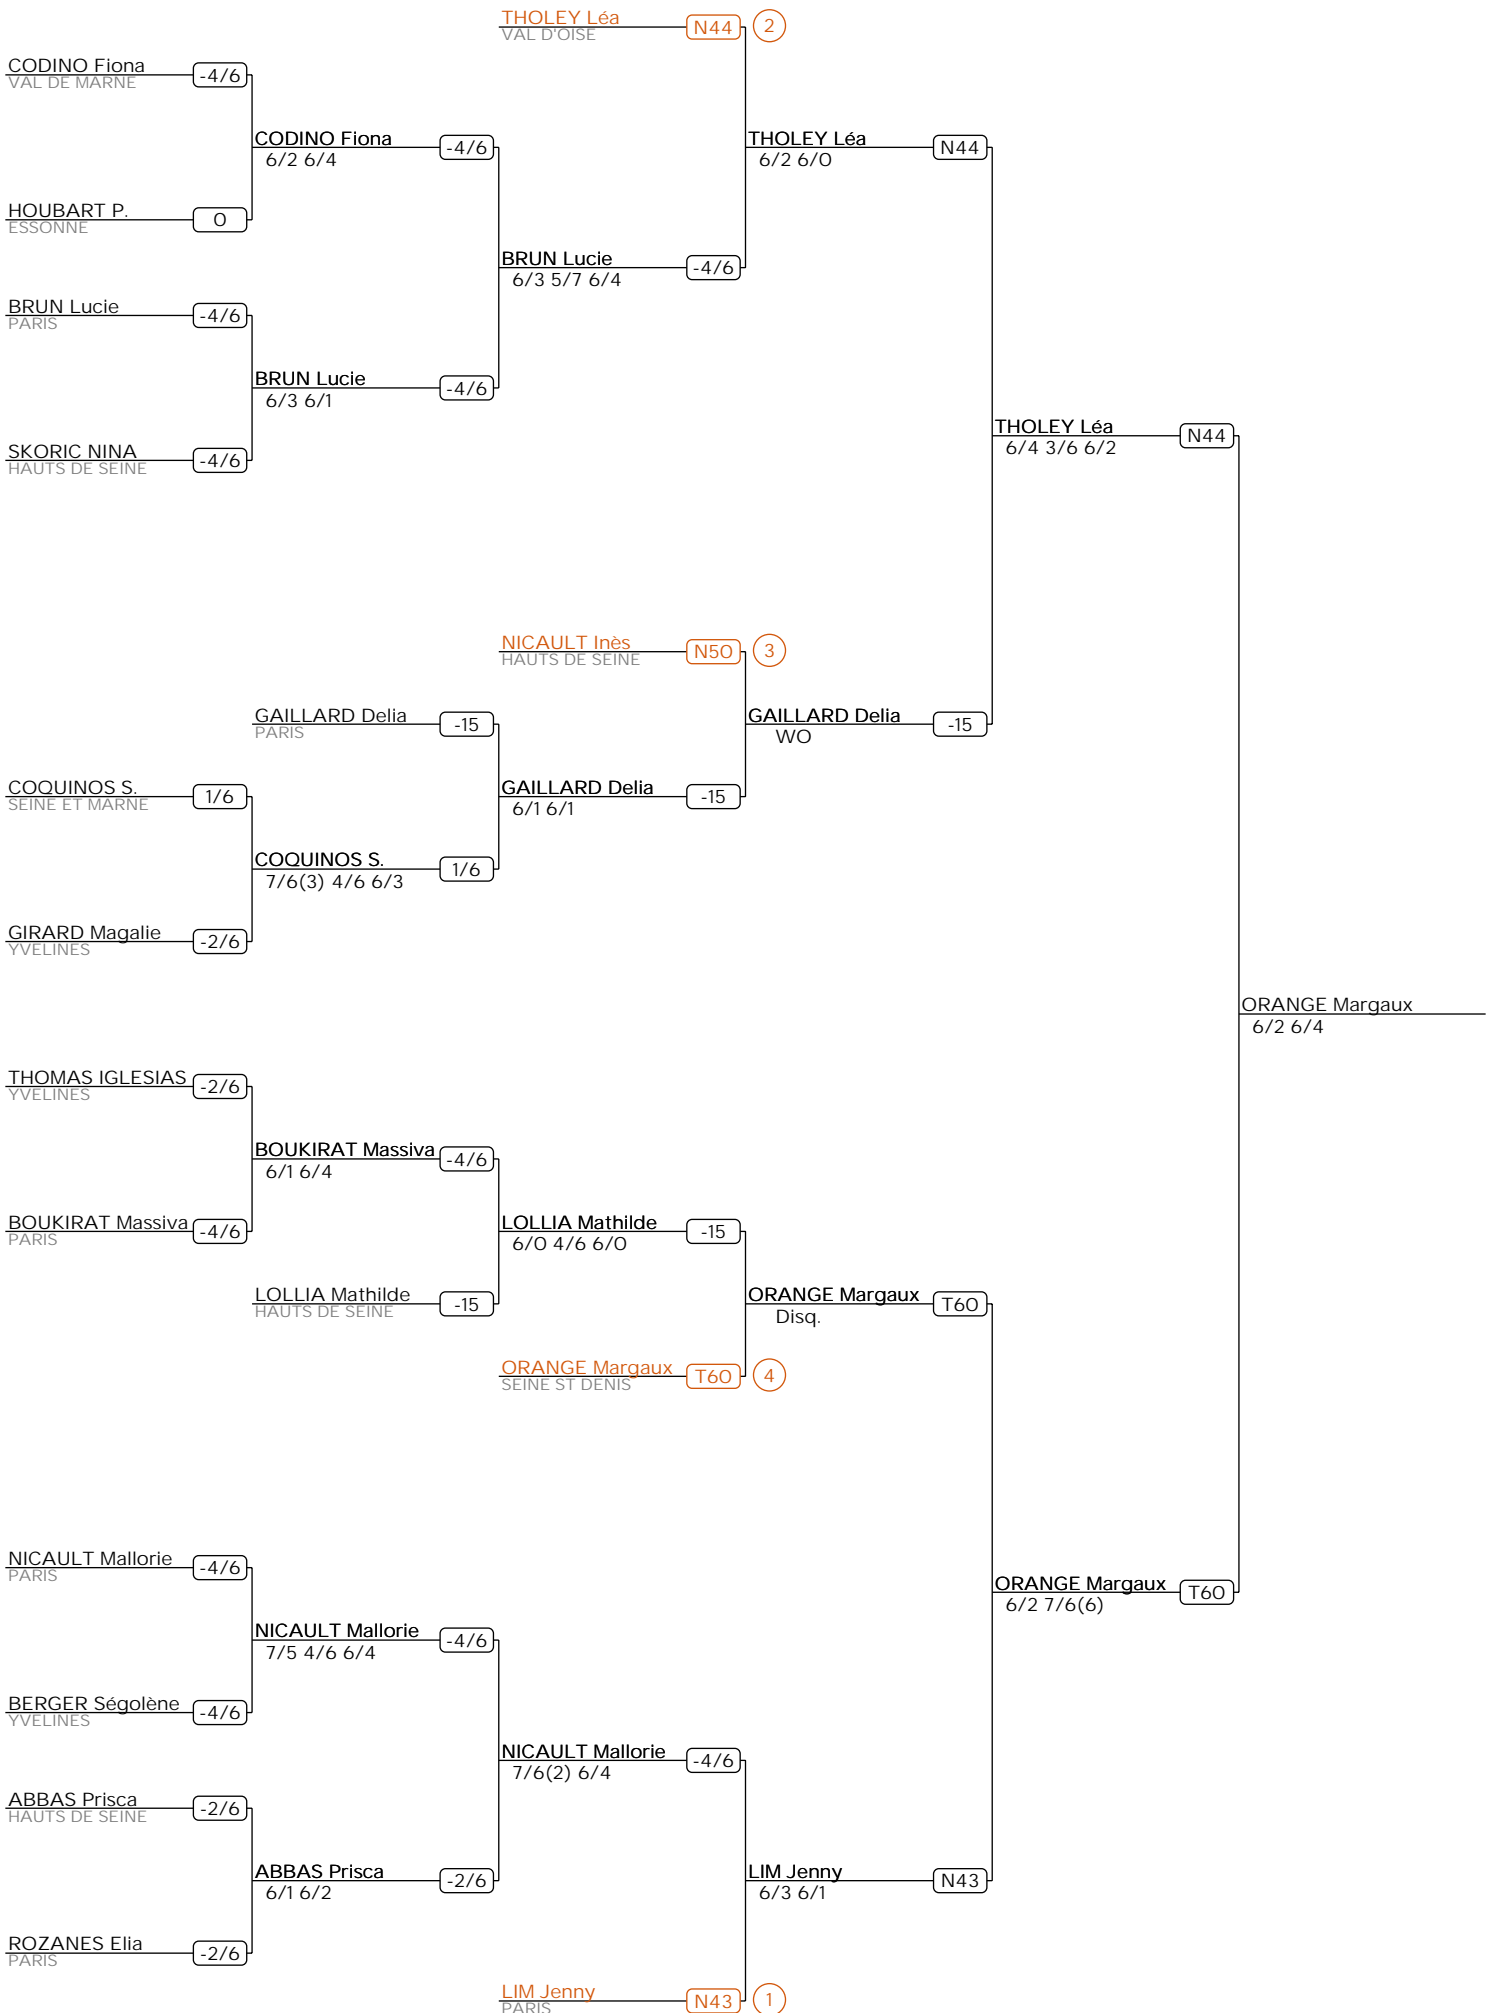 THOLEY Léa
N44
2
VAL D'OISE
CODINO Fiona
-4/6
VAL DE MARNE
CODINO Fiona
-4/6
6/2 6/4
THOLEY Léa
N44
6/2 6/0
HOUBART P.
0
ESSONNE
BRUN Lucie
-4/6
6/3 5/7 6/4
BRUN Lucie
-4/6
PARIS
BRUN Lucie
-4/6
6/3 6/1
THOLEY Léa
N44
6/4 3/6 6/2
SKORIC NINA
-4/6
HAUTS DE SEINE
NICAULT Inès
N50
3
HAUTS DE SEINE
GAILLARD Delia
-15
PARIS
GAILLARD Delia
-15
WO
COQUINOS S.
1/6
SEINE ET MARNE
GAILLARD Delia
-15
6/1 6/1
COQUINOS S.
1/6
7/6(3) 4/6 6/3
GIRARD Magalie
-2/6
YVELINES
ORANGE Margaux
6/2 6/4
THOMAS IGLESIAS
-2/6
YVELINES
BOUKIRAT Massiva
-4/6
6/1 6/4
BOUKIRAT Massiva
-4/6
PARIS
LOLLIA Mathilde
-15
6/0 4/6 6/0
LOLLIA Mathilde
-15
HAUTS DE SEINE
ORANGE Margaux
T60
Disq.
ORANGE Margaux
T60
4
SEINE ST DENIS
NICAULT Mallorie
-4/6
PARIS
ORANGE Margaux
T60
6/2 7/6(6)
NICAULT Mallorie
-4/6
7/5 4/6 6/4
BERGER Ségolène
-4/6
YVELINES
NICAULT Mallorie
-4/6
7/6(2) 6/4
ABBAS Prisca
-2/6
HAUTS DE SEINE
ABBAS Prisca
-2/6
6/1 6/2
LIM Jenny
N43
6/3 6/1
ROZANES Elia
-2/6
PARIS
LIM Jenny
N43
1
PARIS